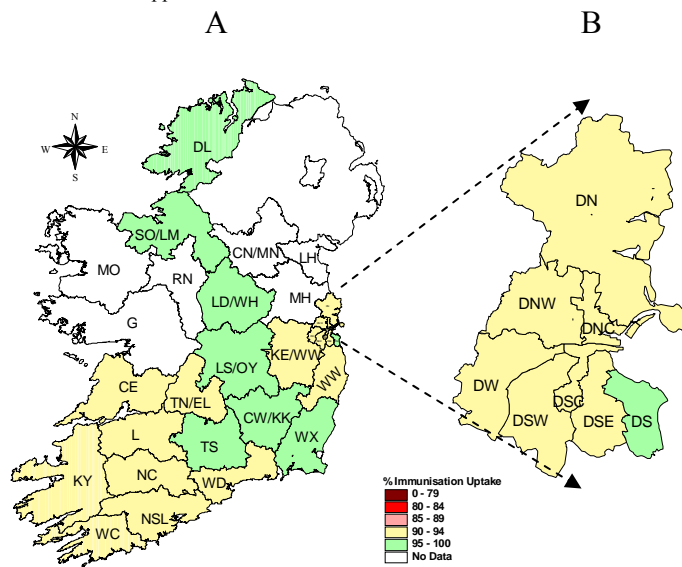 A
B
N
W
E
S
DL
DN
SO/LM
CN/MN
LH
MO
RN
MH
LD/WH
G
DNW
DNC
KE/WW
LS/OY
WW
CE
TN/EL
DW
DSC
CW/KK
DSW
DSE
DS
L
WX
TS
KY
NC
WD
NSL
WC
% Immunisation Uptake
0 - 79
80 - 84
85 - 89
90 - 94
95 - 100
No Data